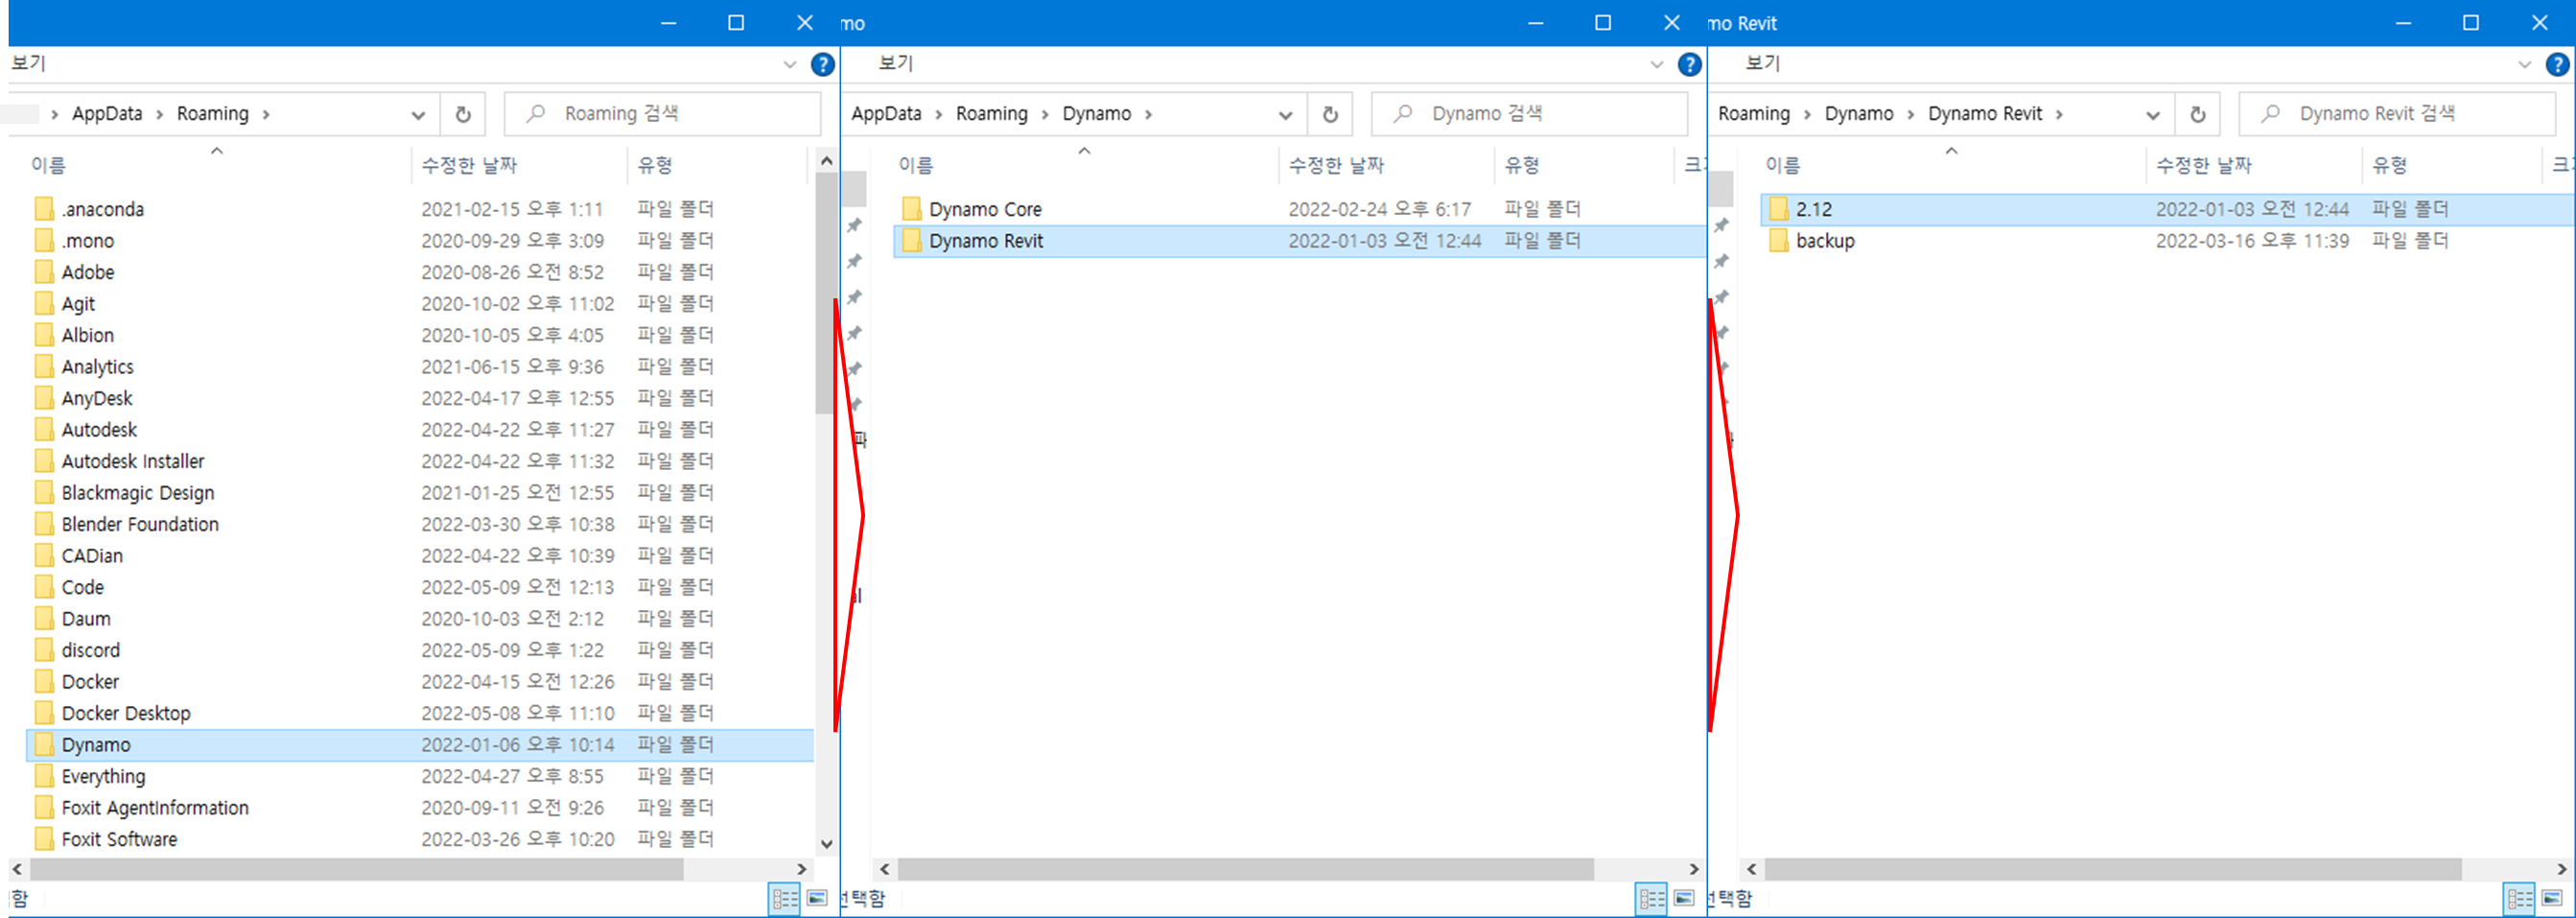 보기
AppData > Roaming >
Roaming 검색
이름 수정한 날짜 유형
.anaconda 2021-02-15 오후 1:11 파일 폴더
.mono 2020-09-29 오후 3:09 파일 폴더
Adobe 2020-08-26 오전 8:52 파일 폴더
Agit 2020-10-02 오후 11:02 파일 폴더
Albion 2020-10-05 오후 4:05 파일 폴더
Analytics 2021-06-15 오후 9:36 파일 폴더
AnyDesk 2022-04-17 오후 12:55 파일 폴더
Autodesk 2022-04-22 오후 11:27 파일 폴더
Autodesk Installer 2022-04-22 오후 11:32 파일 폴더
Blackmagic Design 2021-01-25 오전 12:55 파일 폴더
Blender Foundation 2022-03-30 오후 10:38 파일 폴더
CADian 2022-04-22 오후 10:39 파일 폴더
Code 2022-05-09 오전 12:13 파일 폴더
Daum 2020-10-03 오전 2:12 파일 폴더
discord 2022-05-09 오후 1:22 파일 폴더
Docker 2022-04-15 오전 12:26 파일 폴더
Docker Desktop 2022-05-08 오후 11:10 파일 폴더
Dynamo 2022-01-06 오후 10:14 파일 폴더
Everything 2022-04-27 오후 8:55 파일 폴더
Foxit AgentInformation 2020-09-11 오전 9:26 파일 폴더
Foxit Software 2022-03-26 오후 10:20 파일 폴더
함
mo
보기
AppData > Roaming > Dynamo >
Dynamo 검색
이름 수정한 날짜 유형
Dynamo Core 2022-02-24 오후 6:17 파일 폴더
Dynamo Revit 2022-01-03 오전 12:44 파일 폴더
선택함
mo Revit
보기
Roaming > Dynamo > Dynamo Revit >
Dynamo Revit 검색
이름 수정한 날짜 유형
2.12 2022-01-03 오전 12:44 파일 폴더
backup 2022-03-16 오후 11:39 파일 폴더
선택함